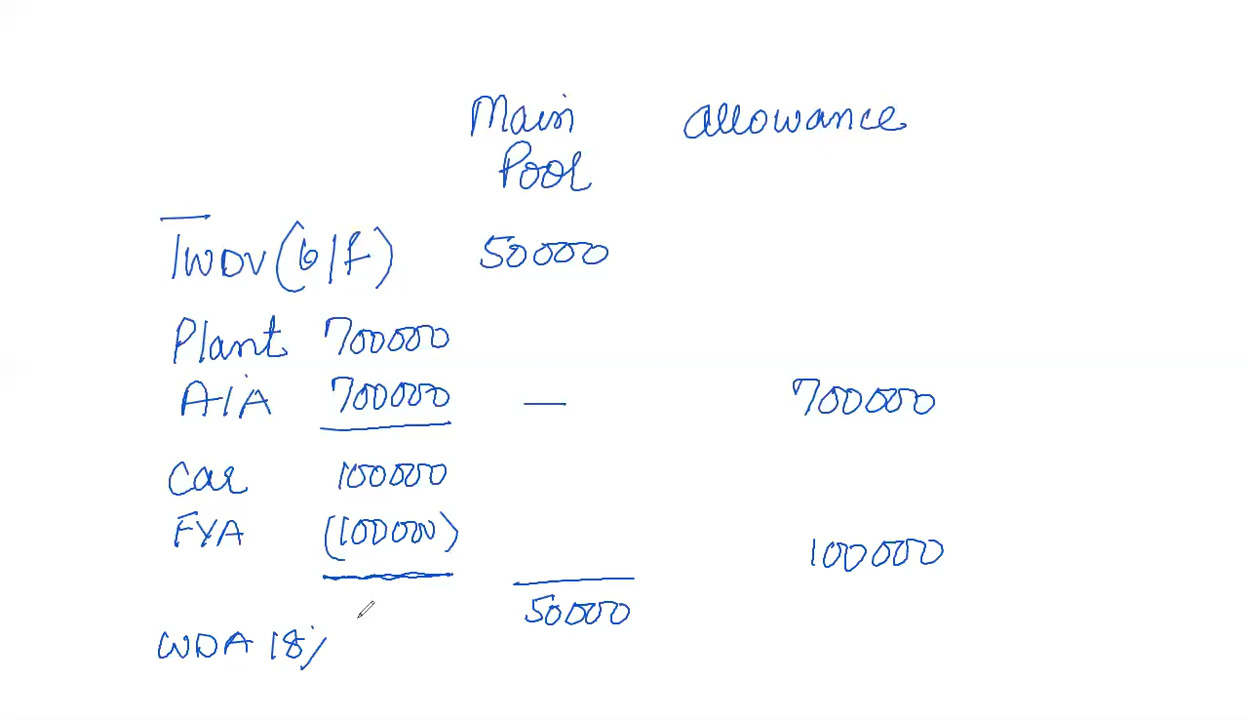 Main allowance
Pool
TWDV (b/f) 50000
Plant 700000
AIA 700000 — 700000
Car 100000
FYA (100000) 100000
50000
WDA 18%